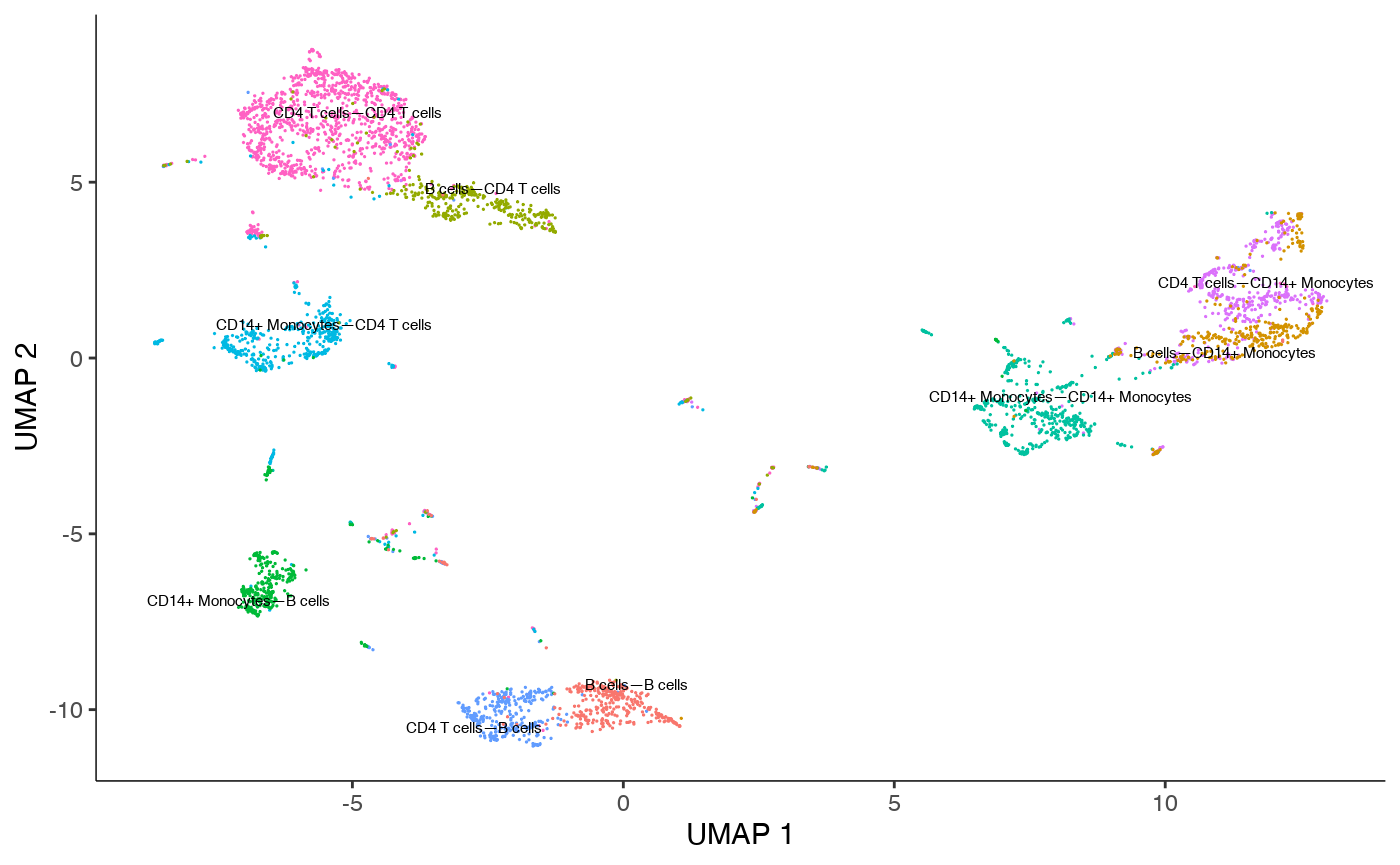 CD4 T cells—CD4 T cells
B cells—CD4 T cells
CD4 T cells—CD14+ Monocytes
CD14+ Monocytes—CD4 T cells
B cells—CD14+ Monocytes
CD14+ Monocytes—CD14+ Monocytes
CD14+ Monocytes—B cells
B cells—B cells
CD4 T cells—B cells
5
0
-5
-10
UMAP 2
-5
0
5
10
UMAP 1